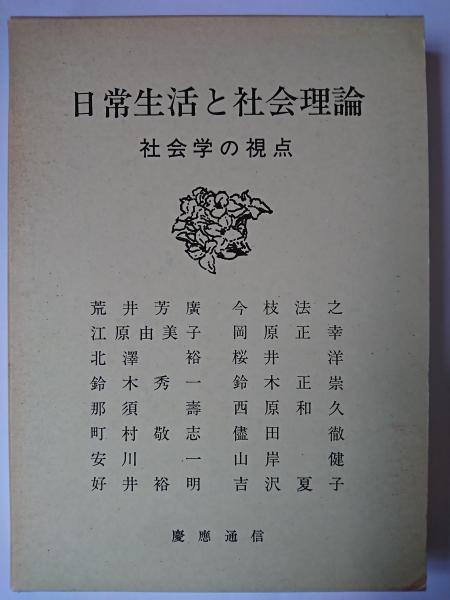 日常生活と社会理論
社会学の視点
荒井芳廣 今枝法之
江原由美子 岡原正幸
北澤裕 桜井洋
鈴木秀一 鈴木正崇
那須壽 西原和久
町村敬志 儘田徹
安川一 山岸健
好井裕明 吉沢夏子
慶應通信